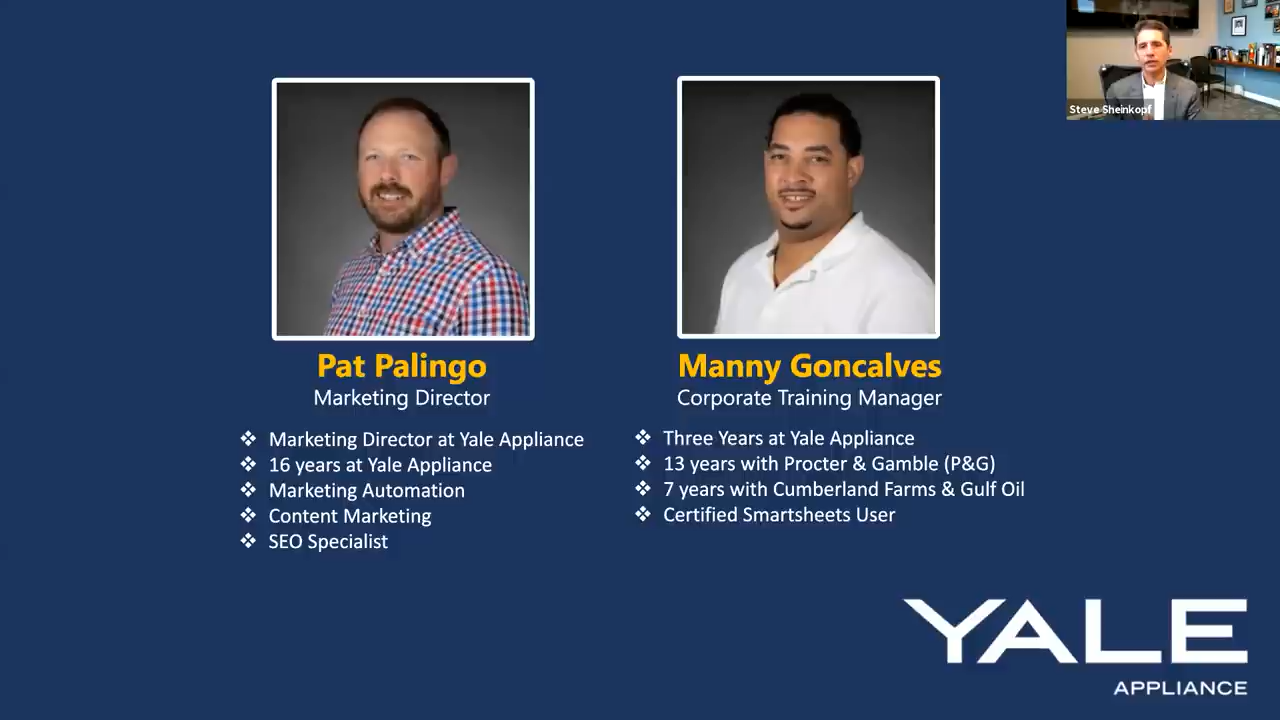 Steve Sheinkopf
Pat Palingo
Marketing Director
❖ Marketing Director at Yale Appliance
❖ 16 years at Yale Appliance
❖ Marketing Automation
❖ Content Marketing
❖ SEO Specialist
Manny Goncalves
Corporate Training Manager
❖ Three Years at Yale Appliance
❖ 13 years with Procter & Gamble (P&G)
❖ 7 years with Cumberland Farms & Gulf Oil
❖ Certified Smartsheets User
YALE
APPLIANCE